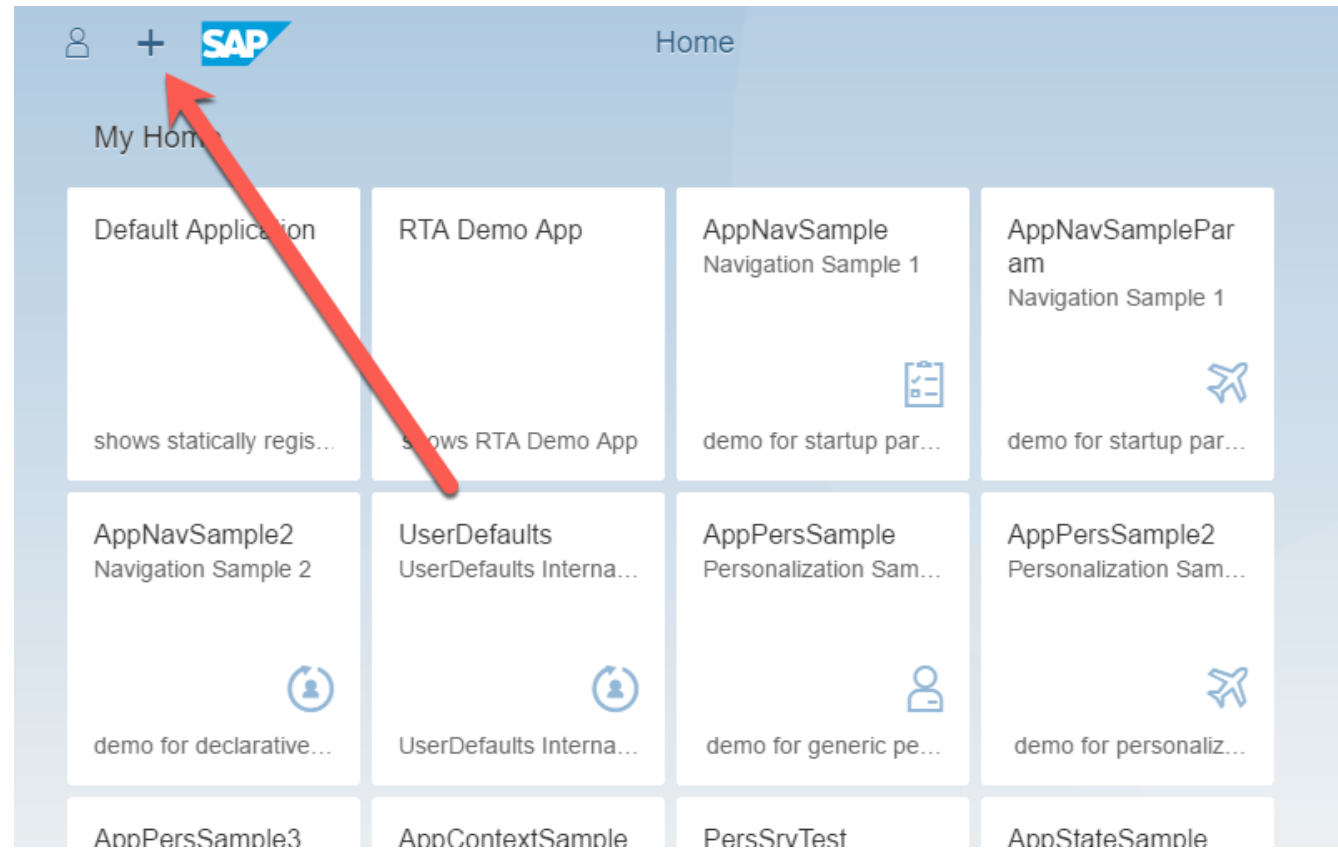 SAP
Home
My Home
Default Application
shows statically regis...
RTA Demo App
shows RTA Demo App
AppNavSample
Navigation Sample 1
demo for startup par...
AppNavSamplePar
am
Navigation Sample 1
demo for startup par...
AppNavSample2
Navigation Sample 2
demo for declarative...
UserDefaults
UserDefaults Interna...
UserDefaults Interna...
AppPersSample
Personalization Sam...
demo for generic pe...
AppPersSample2
Personalization Sam...
demo for personaliz...
AppPersSample3
AppContextSample
PersSrvTest
AppStateSample